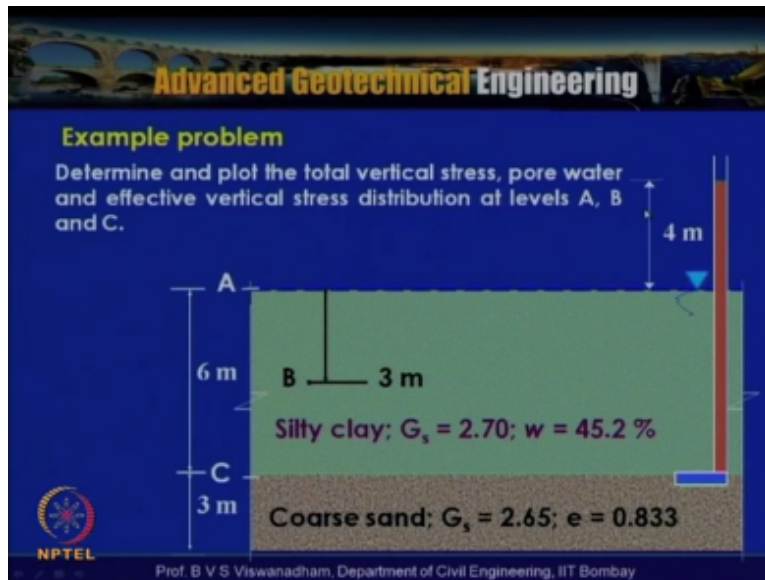 Advanced Geotechnical Engineering
Example problem
Determine and plot the total vertical stress, pore water
and effective vertical stress distribution at levels A, B
and C.
4 m
A
6 m
B 3 m
Silty clay; Gs = 2.70; w = 45.2 %
C
3 m
Coarse sand; Gs = 2.65; e = 0.833
NPTEL
Prof. B V S Viswanadham, Department of Civil Engineering, IIT Bombay